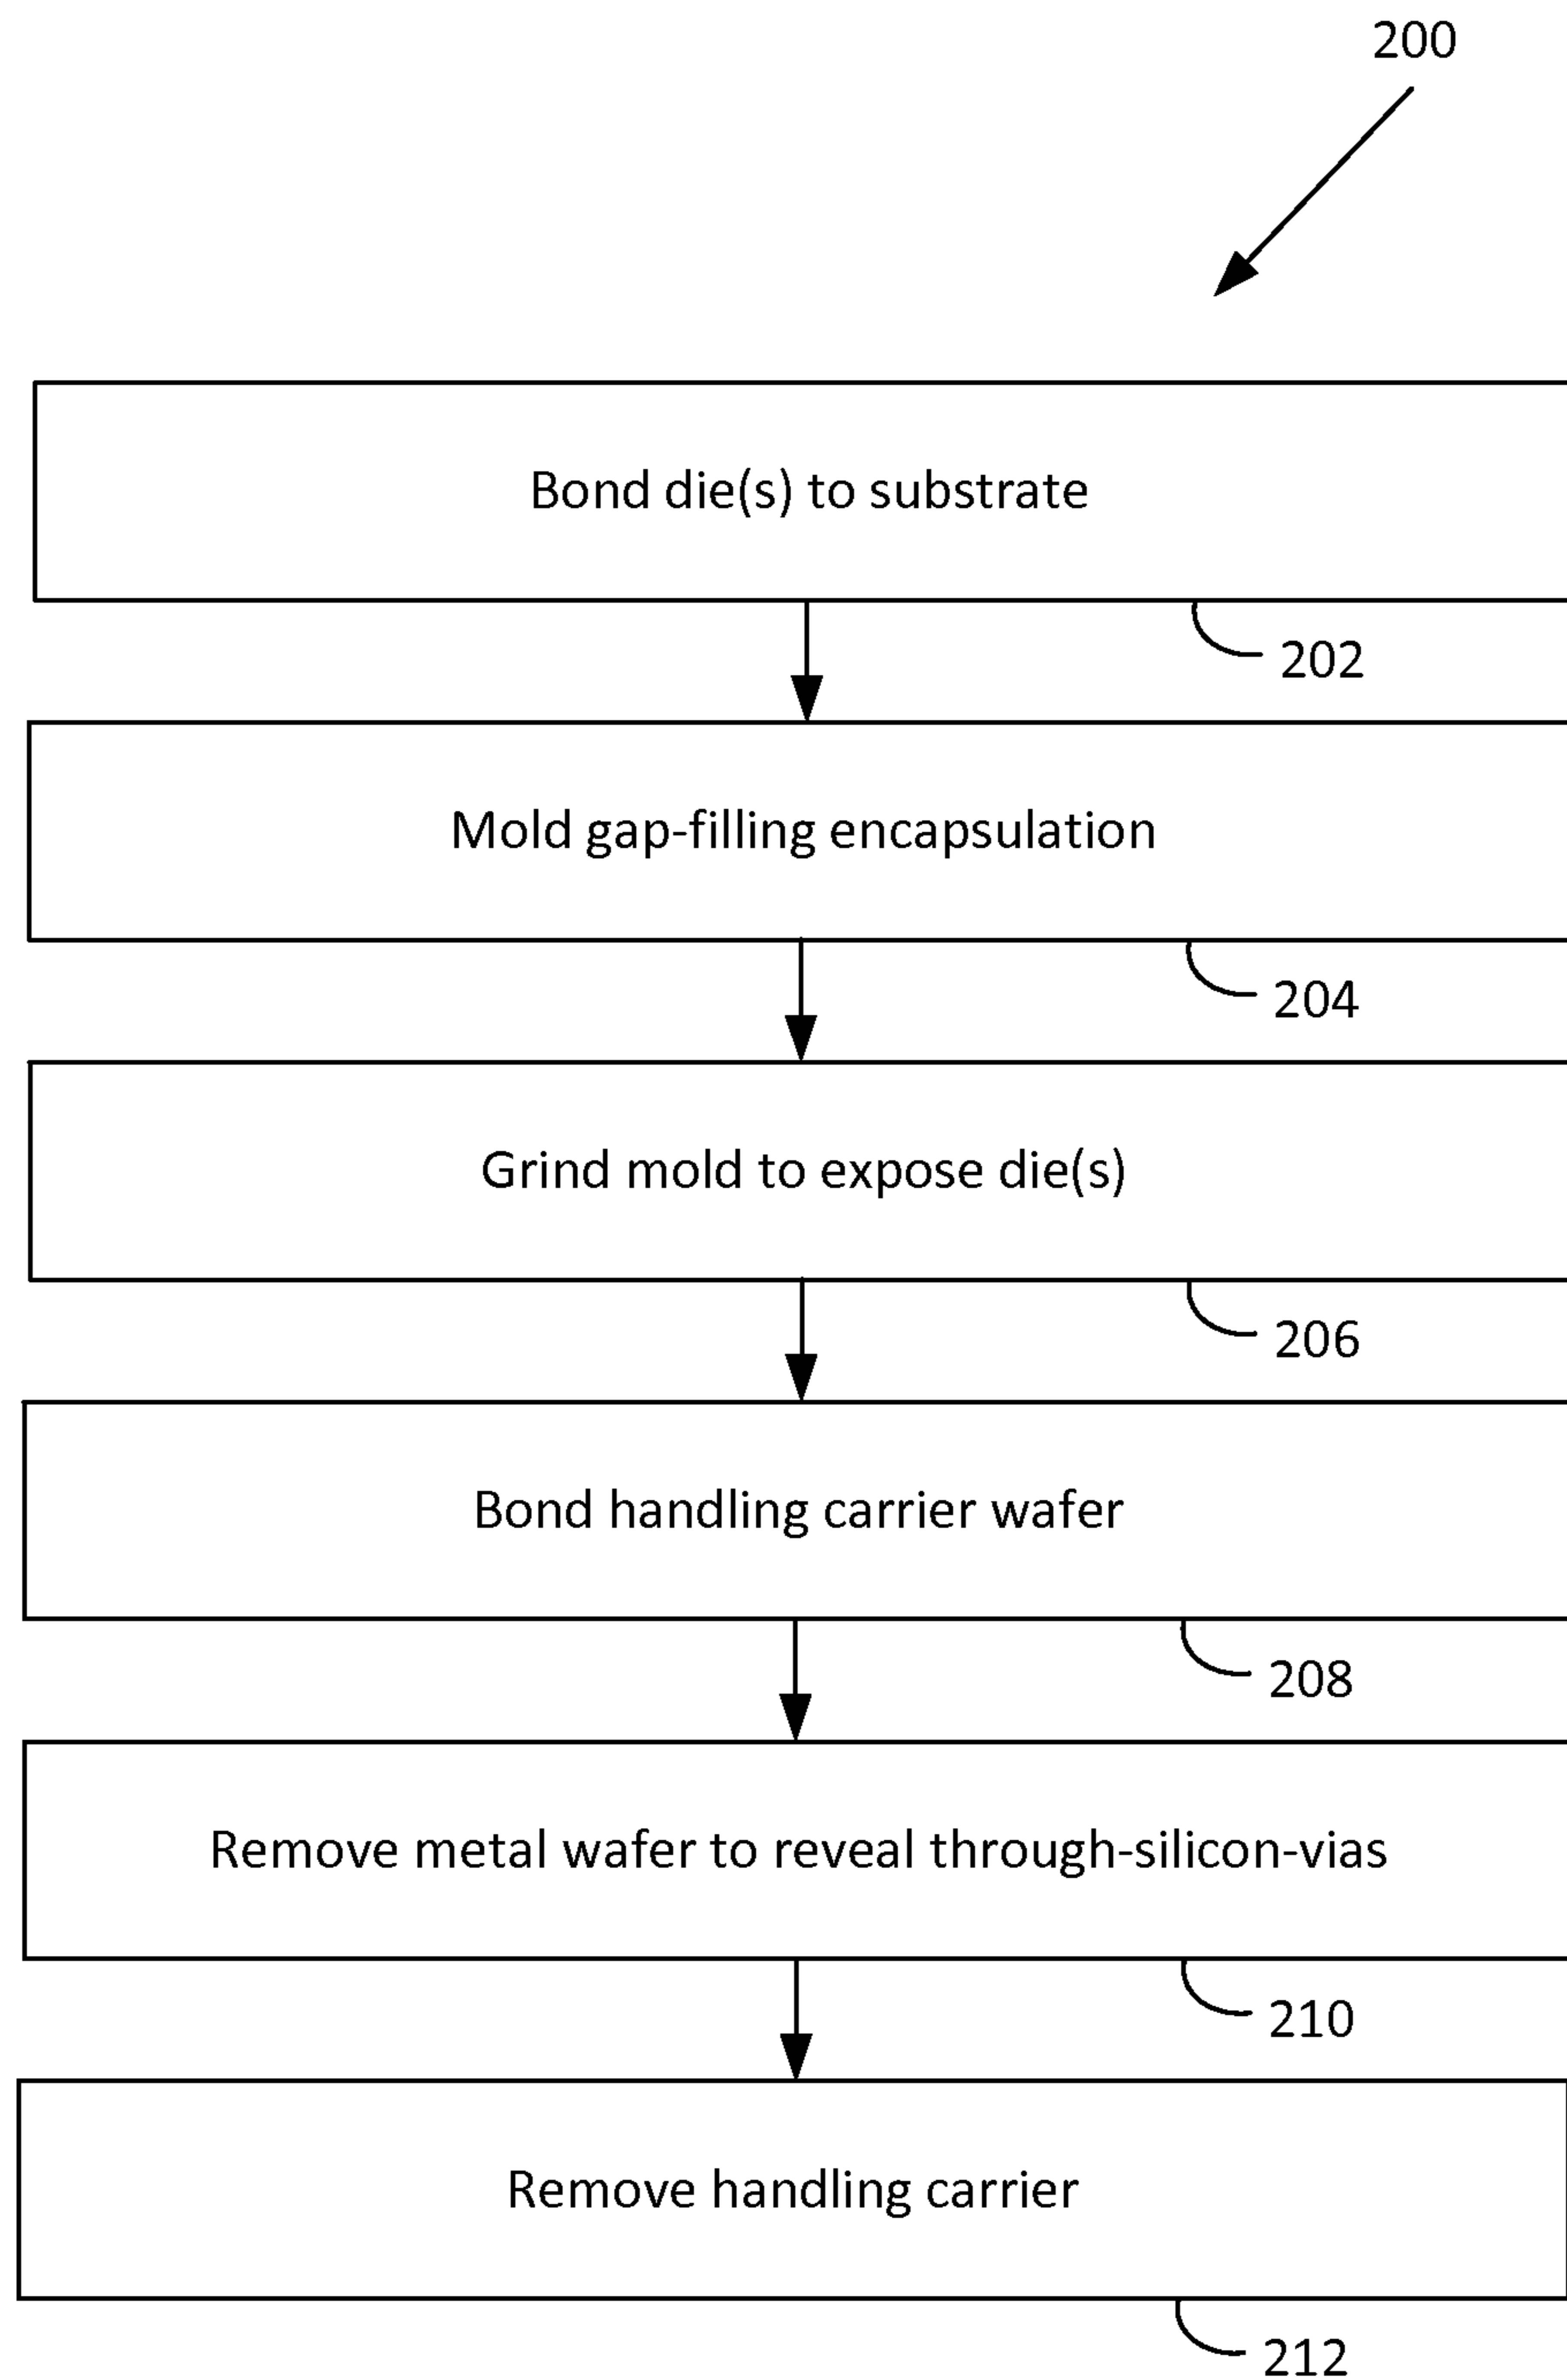 200
Bond die(s) to substrate
202
Mold gap-filling encapsulation
204
Grind mold to expose die(s)
206
Bond handling carrier wafer
208
Remove metal wafer to reveal through-silicon-vias
210
Remove handling carrier
212